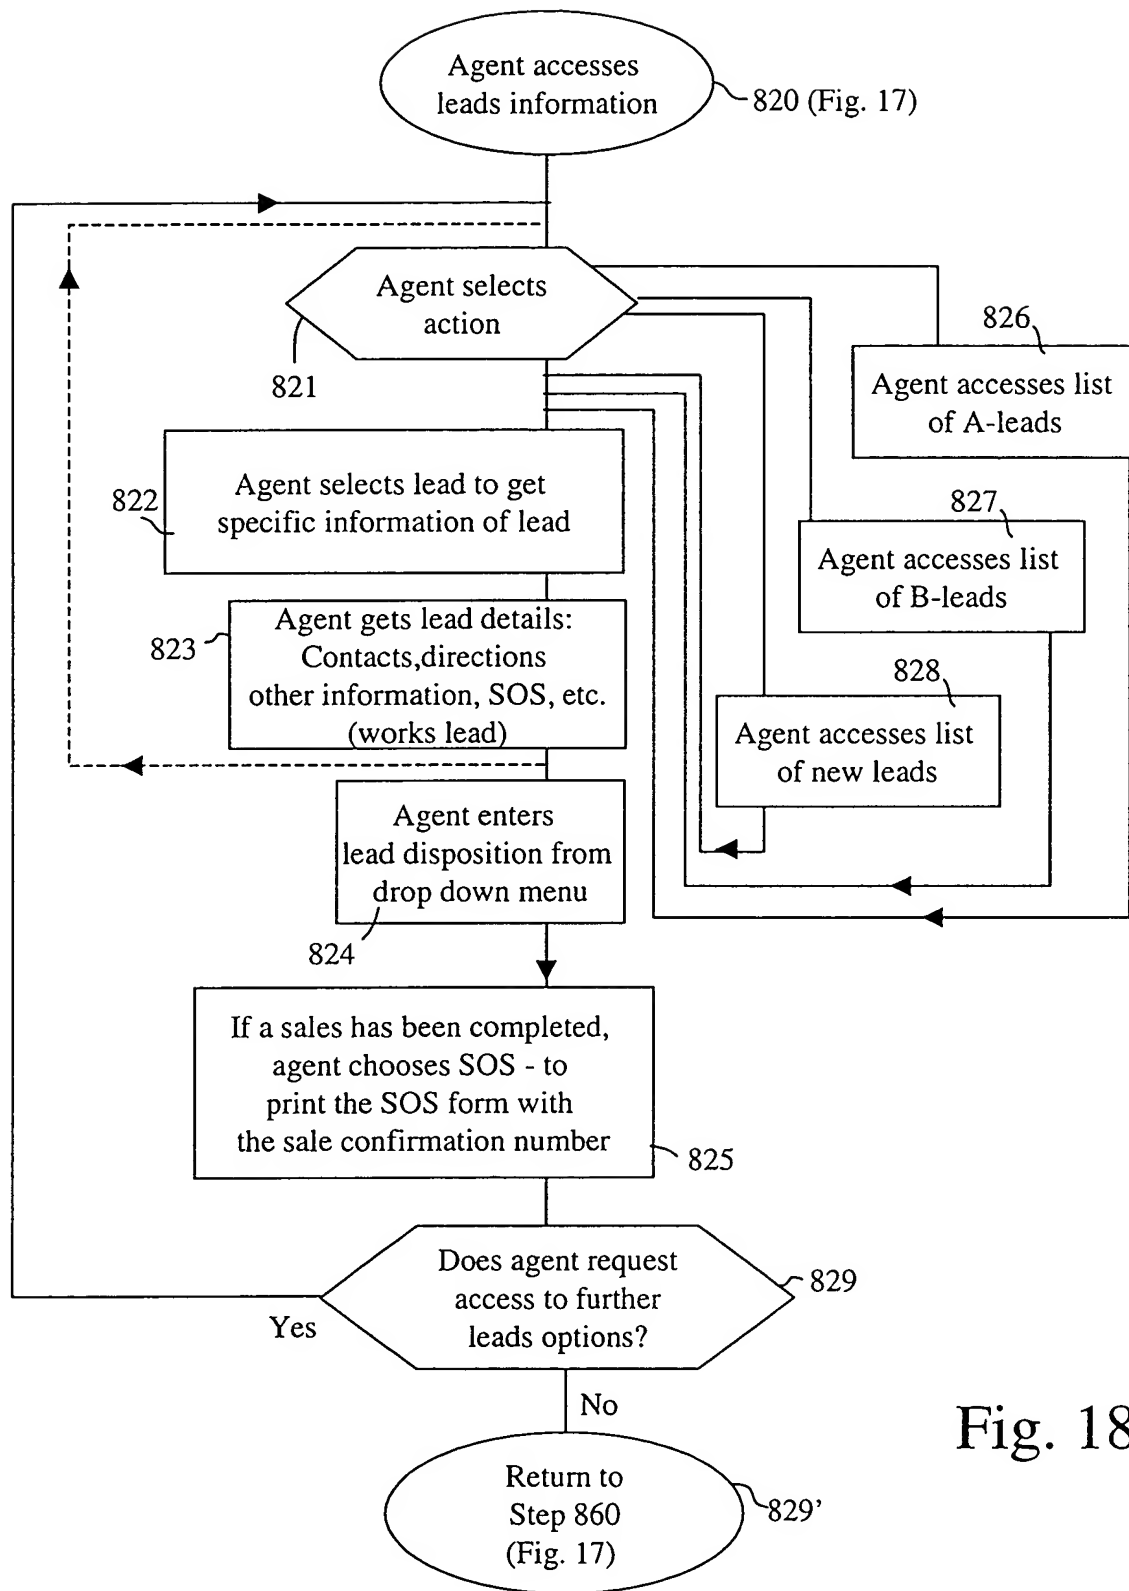 Agent accesses
leads information
820 (Fig. 17)
Agent selects
action
821
826
Agent accesses list
of A-leads
822
Agent selects lead to get
specific information of lead
827
Agent accesses list
of B-leads
823
Agent gets lead details:
Contacts,directions
other information, SOS, etc.
(works lead)
828
Agent accesses list
of new leads
Agent enters
lead disposition from
drop down menu
824
If a sales has been completed,
agent chooses SOS - to
print the SOS form with
the sale confirmation number
825
Does agent request
access to further
leads options?
829
Yes
No
Fig. 18
Return to
Step 860
(Fig. 17)
829’